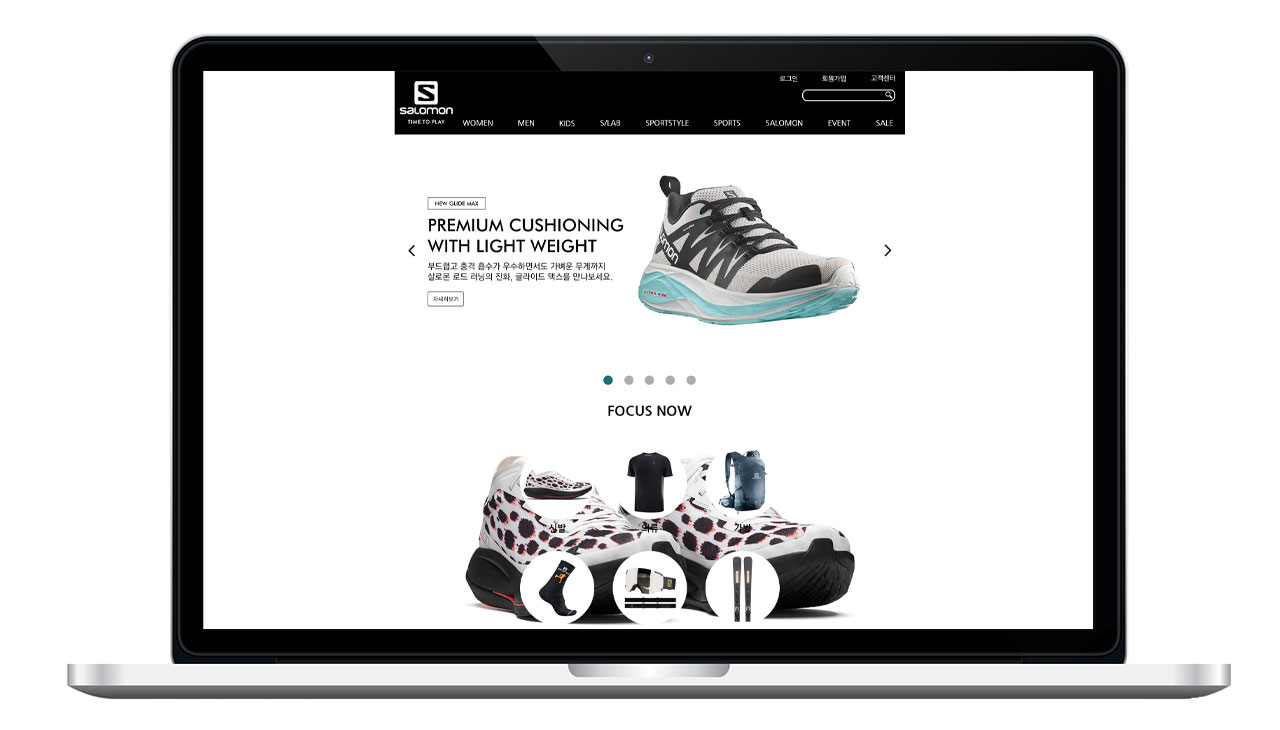 로그인 회원가입 고객센터
S
SALOMON
TIME TO PLAY
WOMEN MEN KIDS S/LAB SPORTSTYLE SPORTS SALOMON EVENT SALE
NEW GLIDE MAX
PREMIUM CUSHIONING
WITH LIGHT WEIGHT
부드럽고 충격 흡수가 우수하면서도 가벼운 무게까지
살로몬 로드 러닝의 진화, 글라이드 맥스를 만나보세요.
자세히보기
FOCUS NOW
신발 의류 가방